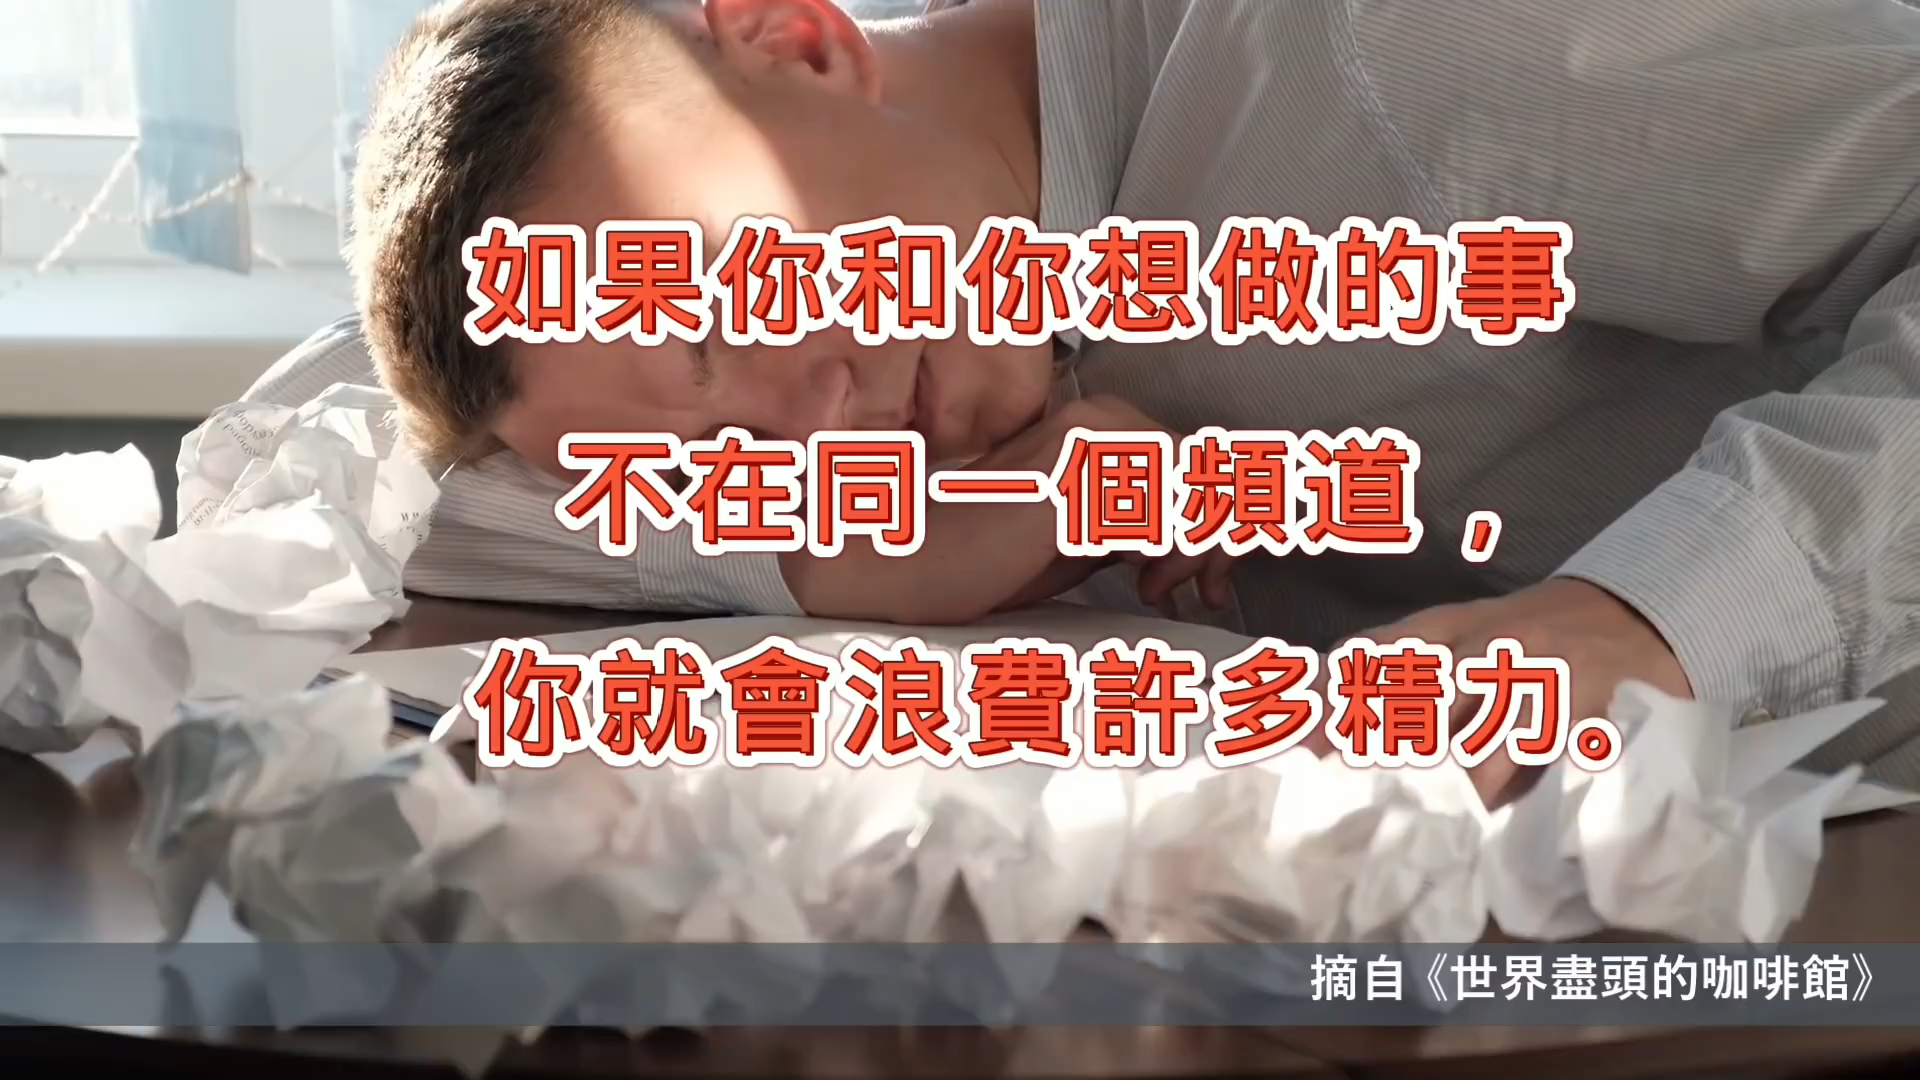 如果你和你想做的事
不在同一個頻道，
你就會浪費許多精力。
摘自《世界盡頭的咖啡館》